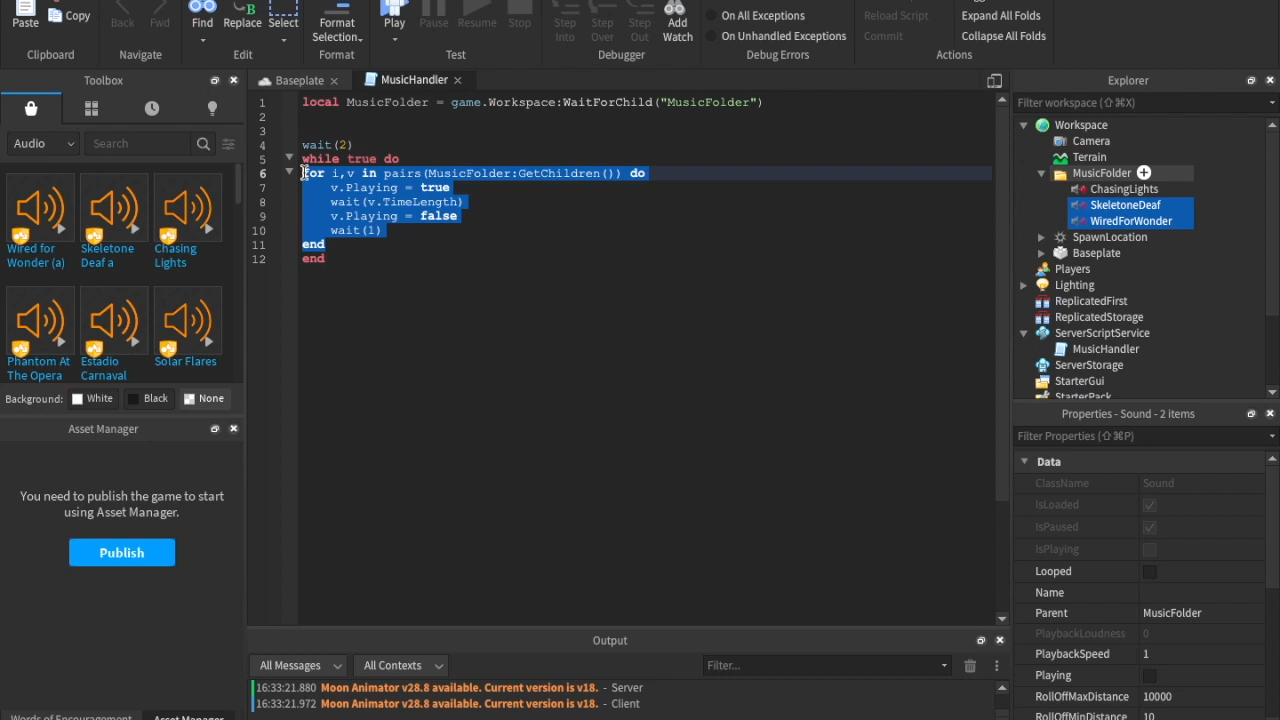 Paste
Copy
Clipboard
Back
Fwd
Navigate
Find
Replace
Select
Edit
Format
Selection
Format
Play
Pause
Resume
Stop
Test
Step
Into
Step
Over
Step
Out
Add
Watch
Debugger
On All Exceptions
On Unhandled Exceptions
Debug Errors
Reload Script
Commit
Expand All Folds
Collapse All Folds
Actions
Toolbox
Audio
Search
Wired for
Wonder (a)
Skeletone
Deaf a
Chasing
Lights
Phantom At
The Opera
Estadio
Carnaval
Solar Flares
Background: White Black None
Asset Manager
You need to publish the game to start
using Asset Manager.
Publish
Words of Encouragement
Asset Manager
Baseplate
MusicHandler
1 local MusicFolder = game.Workspace:WaitForChild("MusicFolder")
2
3
4 wait(2)
5 while true do
6 for i,v in pairs(MusicFolder:GetChildren()) do
7 v.Playing = true
8 wait(v.TimeLength)
9 v.Playing = false
10 wait(1)
11 end
12 end
Output
All Messages
All Contexts
Filter...
16:33:21.880 Moon Animator v28.8 available. Current version is v18. - Server
16:33:21.972 Moon Animator v28.8 available. Current version is v18. - Client
Explorer
Filter workspace (⇧⌘X)
Workspace
Camera
Terrain
MusicFolder
ChasingLights
SkeletoneDeaf
WiredForWonder
SpawnLocation
Baseplate
Players
Lighting
ReplicatedFirst
ReplicatedStorage
ServerScriptService
MusicHandler
ServerStorage
StarterGui
StarterPack
Properties - Sound - 2 items
Filter Properties (⇧⌘P)
Data
ClassName Sound
IsLoaded
IsPaused
IsPlaying
Looped
Name
Parent MusicFolder
PlaybackLoudness 0
PlaybackSpeed 1
Playing
RollOffMaxDistance 10000
RollOffMinDistance 10